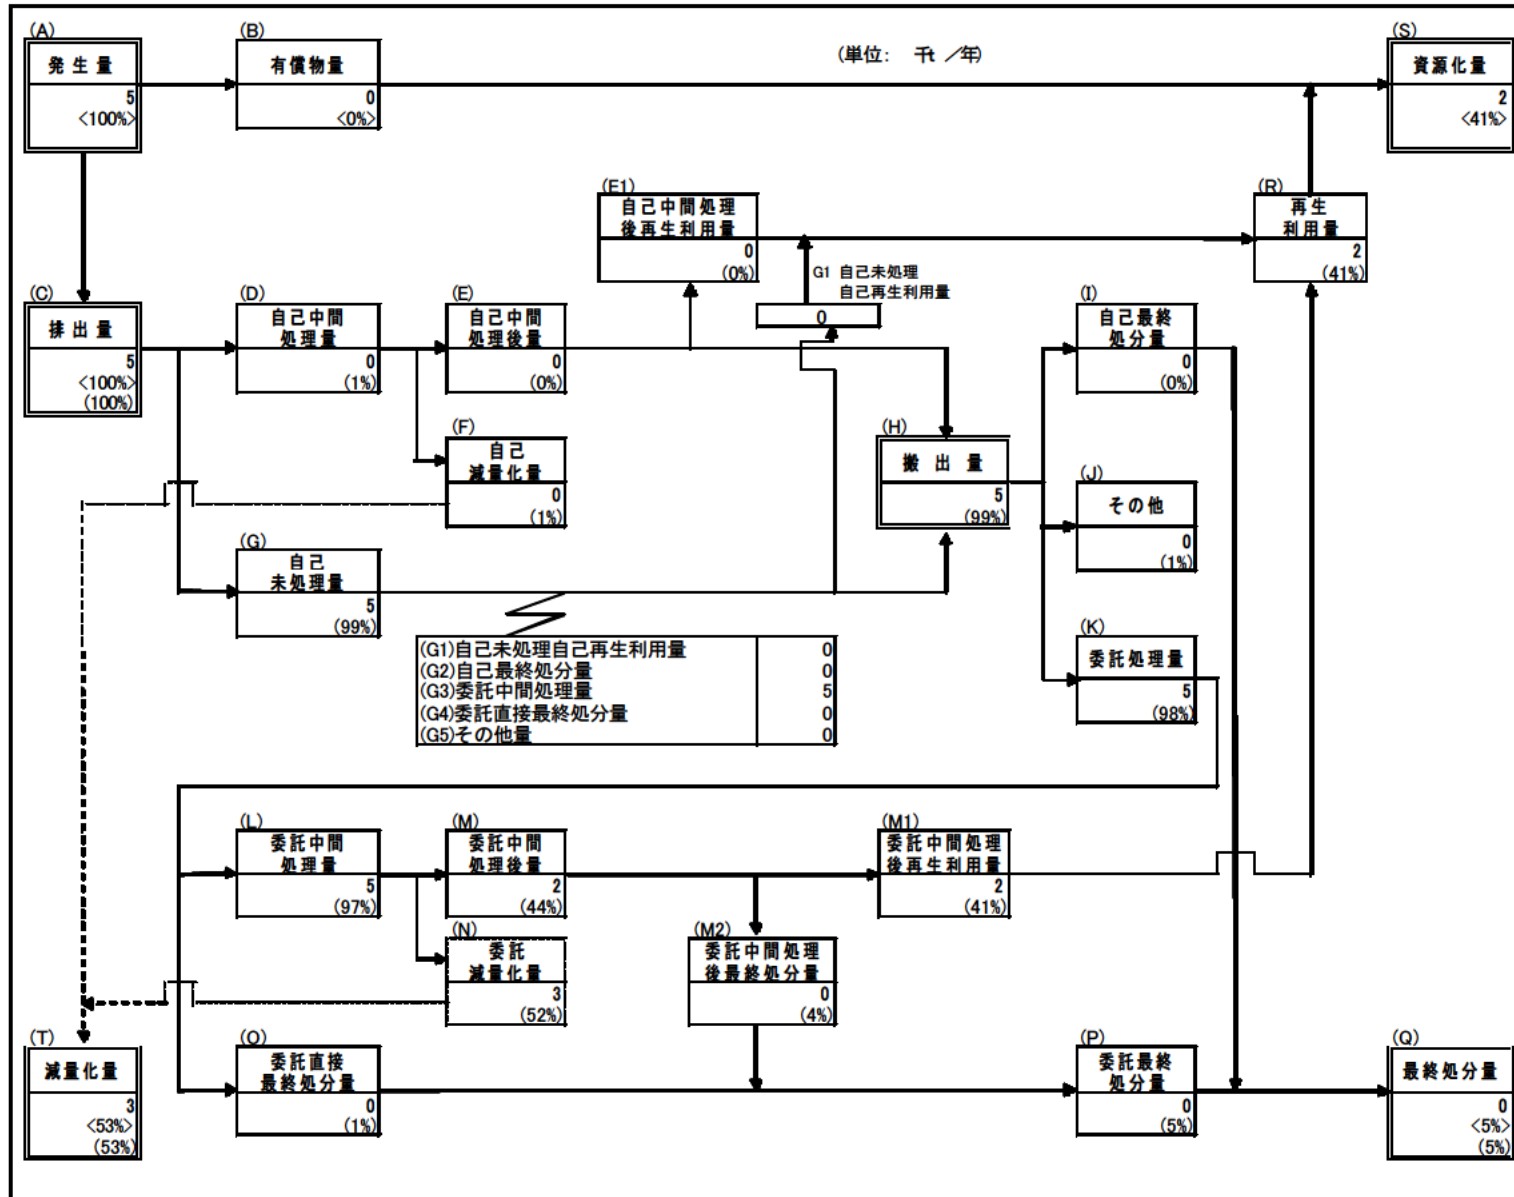 (A)
発生量
5
<100%>
(B)
有償物量
0
<0%>
(単位： 千t ／年)
(S)
資源化量
2
<41%>
(E1)
自己中間処理
後再生利用量
0
(0%)
G1 自己未処理
自己再生利用量
0
(R)
再生
利用量
2
(41%)
(C)
排出量
5
<100%>
(100%)
(D)
自己中間
処理量
0
(1%)
(E)
自己中間
処理後量
0
(0%)
(I)
自己最終
処分量
0
(0%)
(F)
自己
減量化量
0
(1%)
(H)
搬出量
5
(99%)
(J)
その他
0
(1%)
(G)
自己
未処理量
5
(99%)
(G1)自己未処理自己再生利用量 0
(G2)自己最終処分量 0
(G3)委託中間処理量 5
(G4)委託直接最終処分量 0
(G5)その他量 0
(K)
委託処理量
5
(98%)
(L)
委託中間
処理量
5
(97%)
(M)
委託中間
処理後量
2
(44%)
(M1)
委託中間処理
後再生利用量
2
(41%)
(N)
委託
減量化量
3
(52%)
(M2)
委託中間処理
後最終処分量
0
(4%)
(T)
減量化量
3
<53%>
(53%)
(O)
委託直接
最終処分量
0
(1%)
(P)
委託最終
処分量
0
(5%)
(Q)
最終処分量
0
<5%>
(5%)